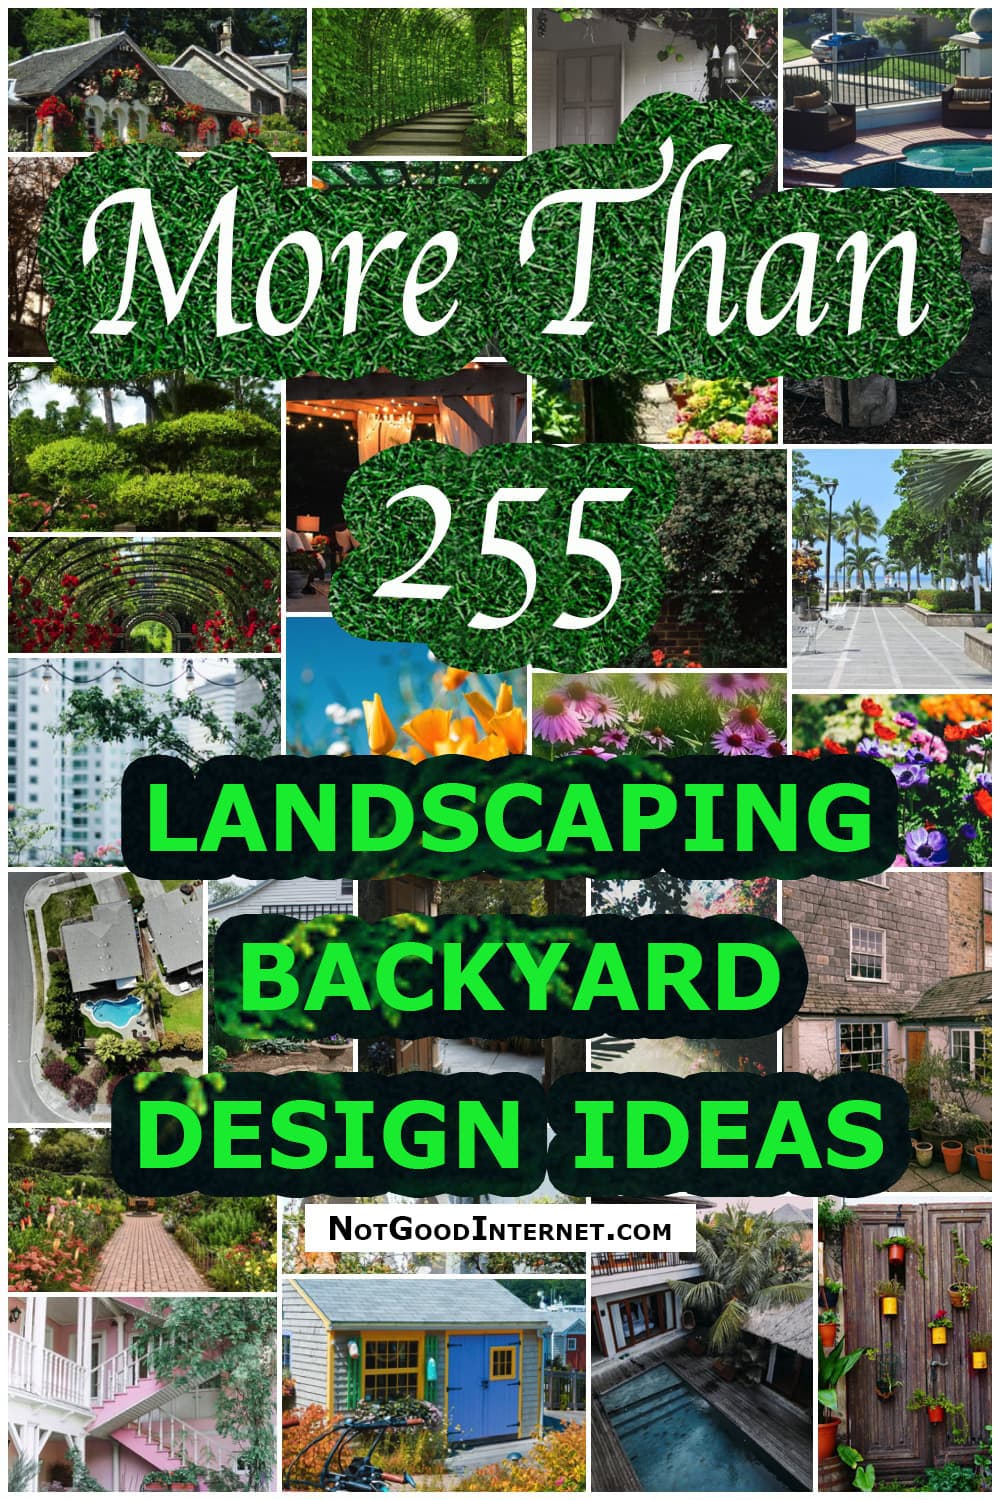 More Than
255
LANDSCAPING
BACKYARD
DESIGN IDEAS
NotGoodInternet.com